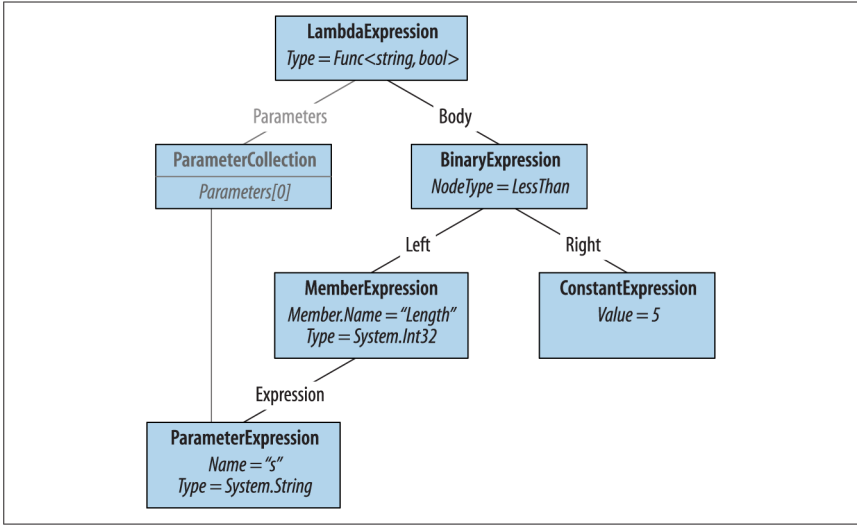 LambdaExpression
Type = Func<string, bool>
Parameters
Body
ParameterCollection
Parameters[0]
BinaryExpression
NodeType = LessThan
Left
Right
MemberExpression
Member.Name = “Length”
Type = System.Int32
ConstantExpression
Value = 5
Expression
ParameterExpression
Name = “s”
Type = System.String